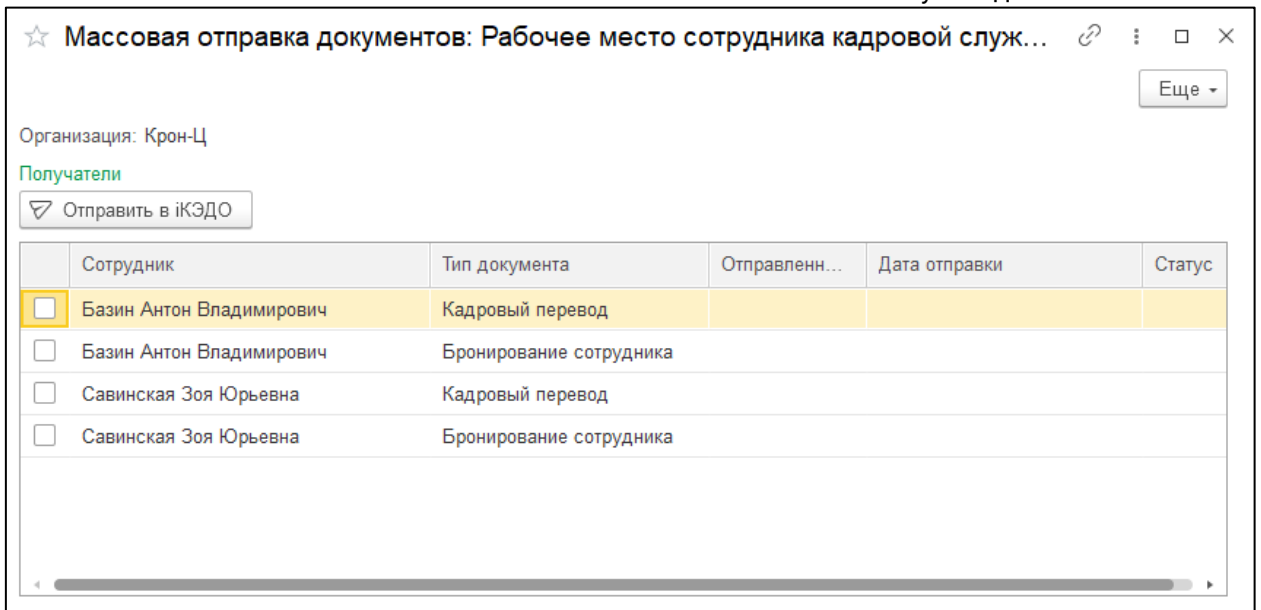 Массовая отправка документов: Рабочее место сотрудника кадровой служ...
Еще
Организация: Крон-Ц
Получатели
Отправить в iКЭДО
Сотрудник Тип документа Отправленн... Дата отправки Статус
Базин Антон Владимирович Кадровый перевод
Базин Антон Владимирович Бронирование сотрудника
Савинская Зоя Юрьевна Кадровый перевод
Савинская Зоя Юрьевна Бронирование сотрудника